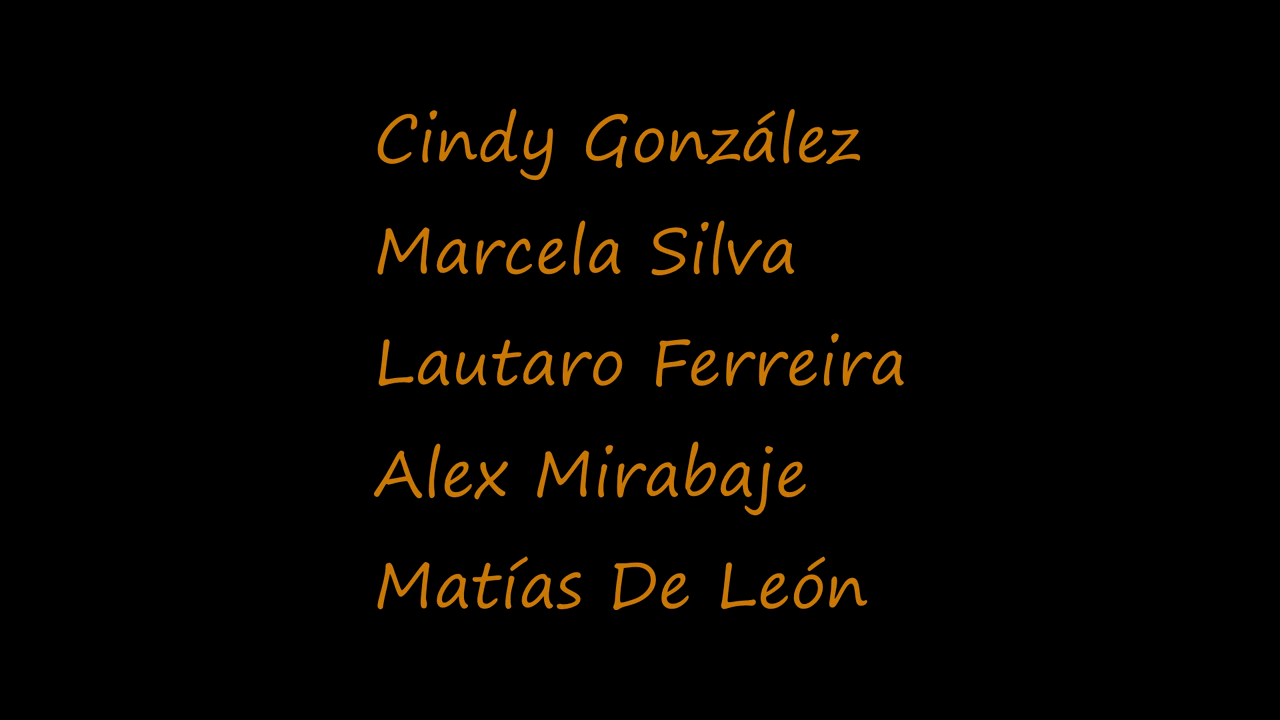 Cindy González
Marcela Silva
Lautaro Ferreira
Alex Mirabaje
Matías De León